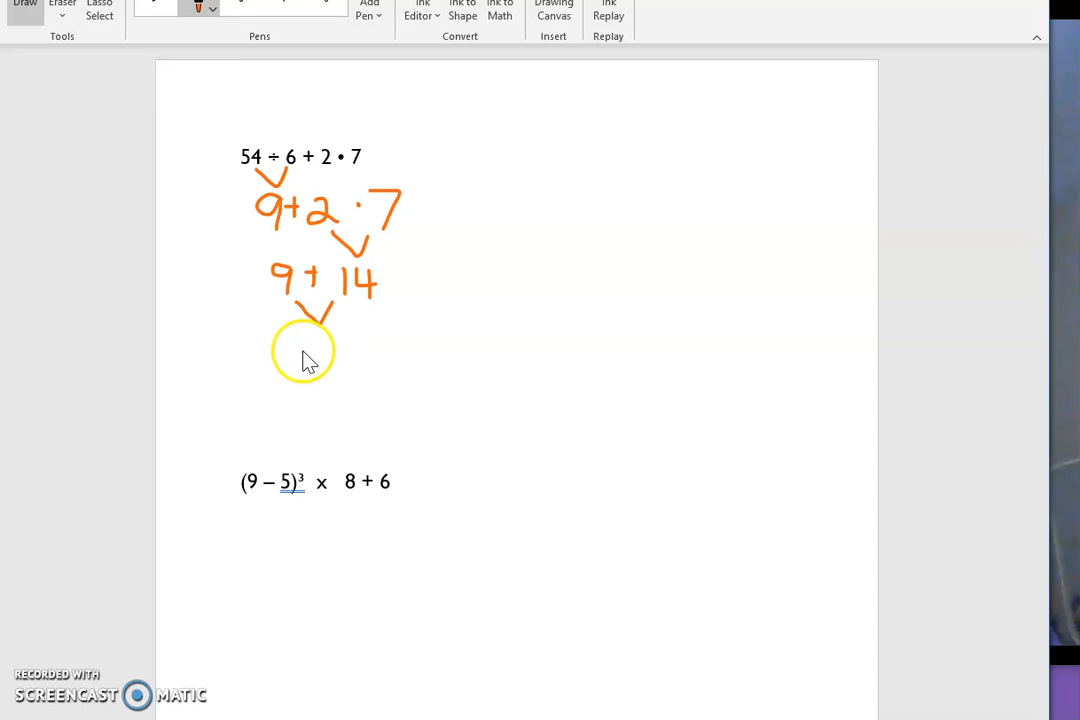 Draw Eraser Lasso Select Add Pen Ink Editor Ink to Shape Ink to Math Drawing Canvas Ink Replay
Tools Pens Convert Insert Replay
54 ÷ 6 + 2 • 7
9 + 2 · 7
9 + 14
(9 – 5)³ x 8 + 6
RECORDED WITH
SCREENCAST MATIC